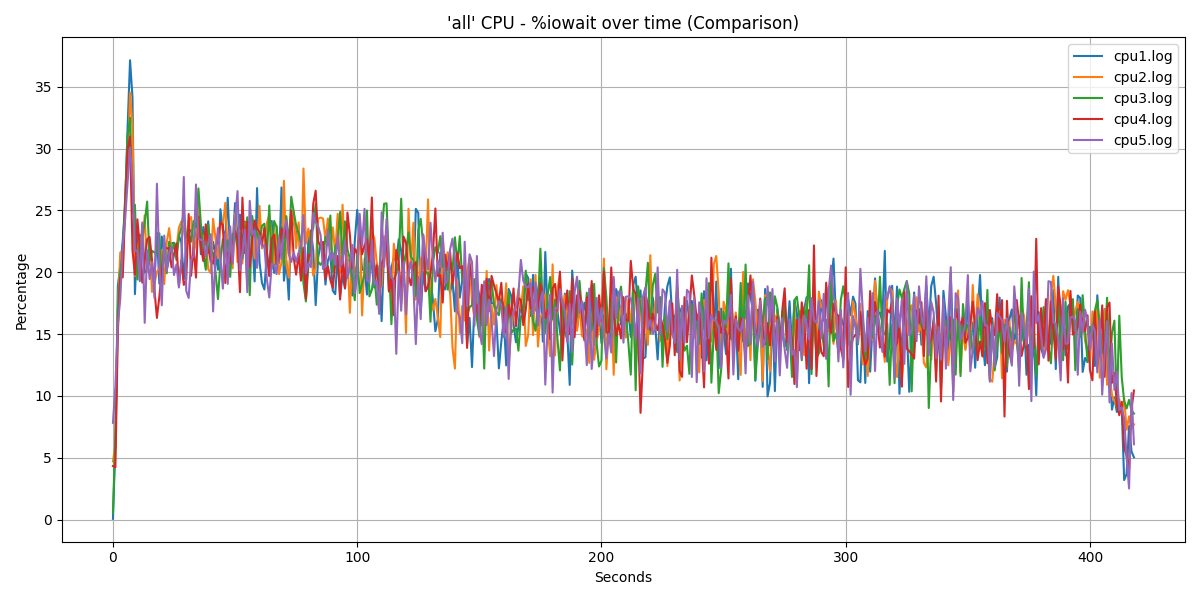 'all' CPU - %iowait over time (Comparison)
cpu1.log
cpu2.log
cpu3.log
cpu4.log
cpu5.log
Percentage
35
30
25
20
15
10
5
0
0 100 200 300 400
Seconds